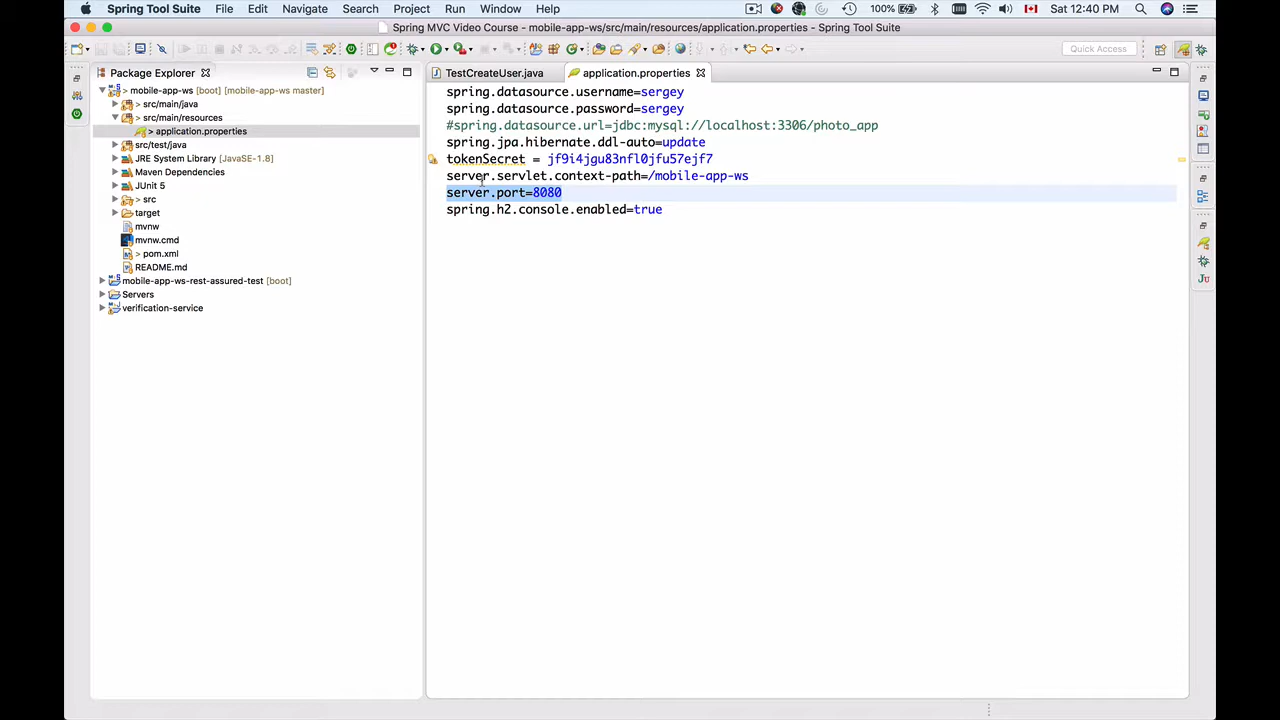 Spring Tool Suite File Edit Navigate Search Project Run Window Help 100% Sat 12:40 PM
Spring MVC Video Course - mobile-app-ws/src/main/resources/application.properties - Spring Tool Suite
Quick Access
Package Explorer
TestCreateUser.java
application.properties
> mobile-app-ws [boot] [mobile-app-ws master]
> src/main/java
> src/main/resources
> application.properties
src/test/java
JRE System Library [JavaSE-1.8]
Maven Dependencies
JUnit 5
> src
target
mvnw
mvnw.cmd
> pom.xml
README.md
mobile-app-ws-rest-assured-test [boot]
Servers
verification-service
spring.datasource.username=sergey
spring.datasource.password=sergey
#spring.datasource.url=jdbc:mysql://localhost:3306/photo_app
spring.jpa.hibernate.ddl-auto=update
tokenSecret = jf9i4jgu83nfl0jfu57ejf7
server.servlet.context-path=/mobile-app-ws
server.port=8080
spring.h2.console.enabled=true
Ju